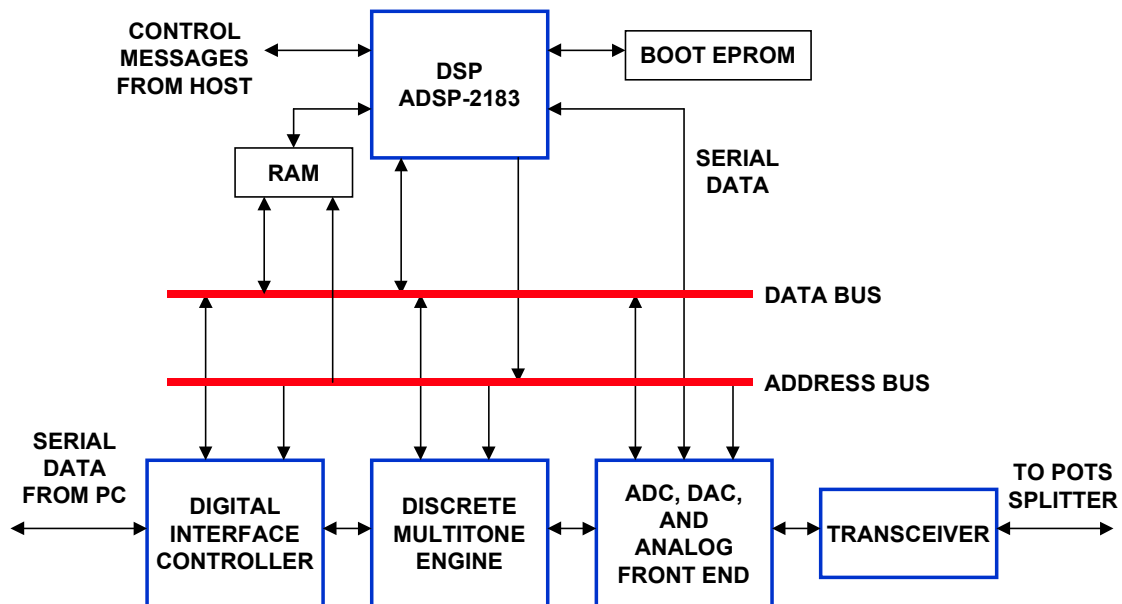 CONTROL
MESSAGES
FROM HOST
DSP
ADSP-2183
BOOT EPROM
RAM
SERIAL
DATA
DATA BUS
ADDRESS BUS
SERIAL
DATA
FROM PC
DIGITAL
INTERFACE
CONTROLLER
DISCRETE
MULTITONE
ENGINE
ADC, DAC,
AND
ANALOG
FRONT END
TRANSCEIVER
TO POTS
SPLITTER